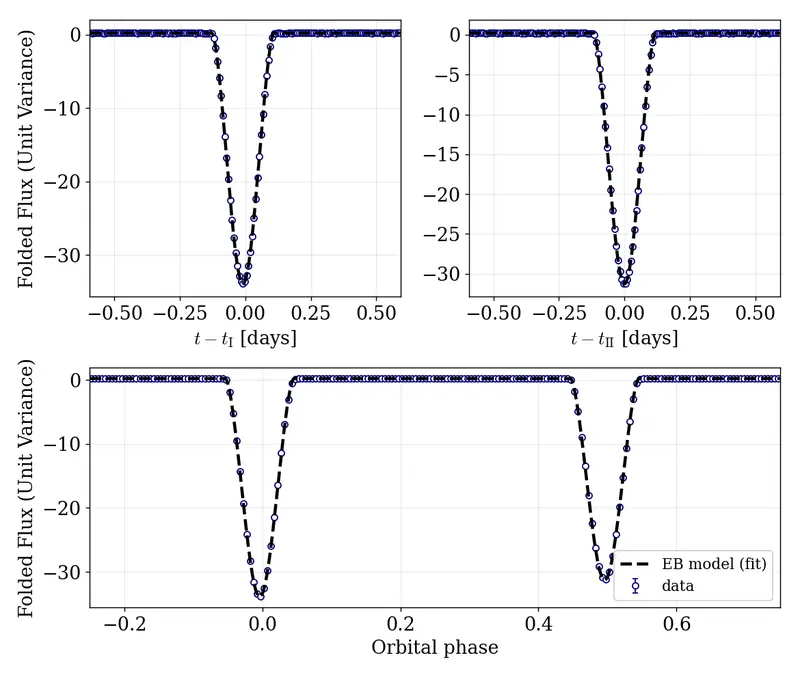 Folded Flux (Unit Variance)
0
−10
−20
−30
−0.50 −0.25 0.00 0.25 0.50
t − t_I [days]
0
−5
−10
−15
−20
−25
−30
−0.50 −0.25 0.00 0.25 0.50
t − t_II [days]
Folded Flux (Unit Variance)
0
−10
−20
−30
−0.2 0.0 0.2 0.4 0.6
Orbital phase
EB model (fit)
data